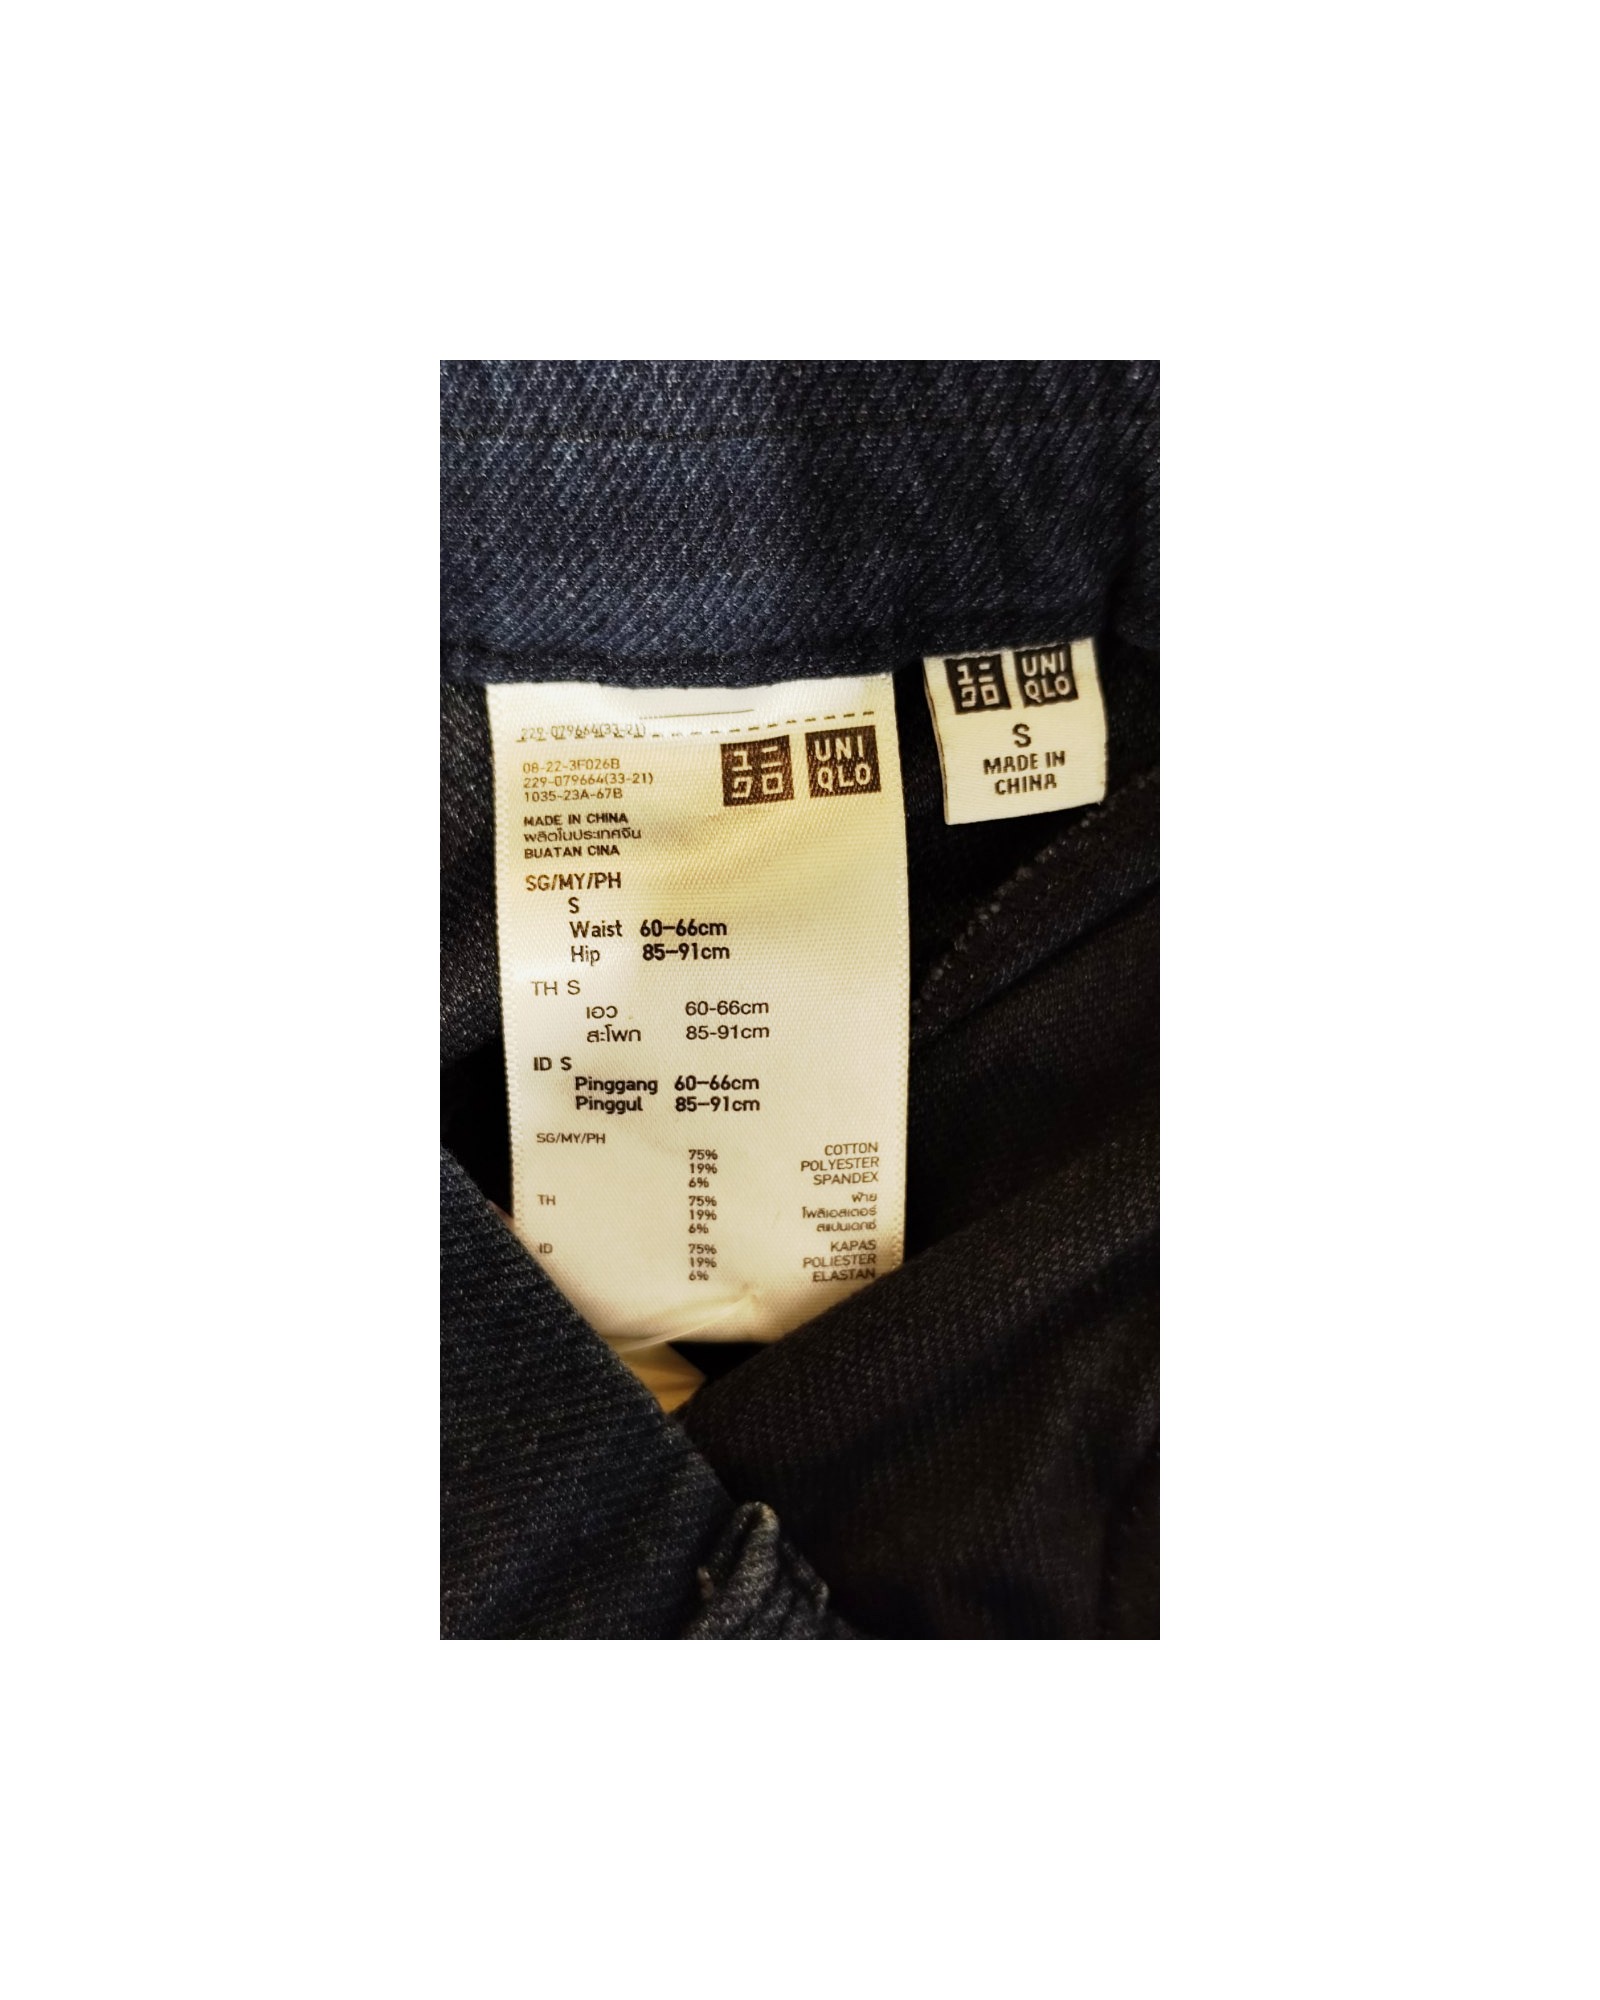 229-079664(33-21)
08-22-3F026B
229-079664(33-21)
1035-23A-67B
ユニ
クロ
UNI
QLO
MADE IN CHINA
ผลิตในประเทศจีน
BUATAN CINA
SG/MY/PH
S
Waist 60-66cm
Hip 85-91cm
TH S
เอว 60-66cm
สะโพก 85-91cm
ID S
Pinggang 60-66cm
Pinggul 85-91cm
SG/MY/PH
75% COTTON
19% POLYESTER
6% SPANDEX
TH
75% ฝ้าย
19% โพลิเอสเตอร์
6% สแปนเดกซ์
ID
75% KAPAS
19% POLIESTER
6% ELASTAN
ユニ
クロ
UNI
QLO
S
MADE IN
CHINA